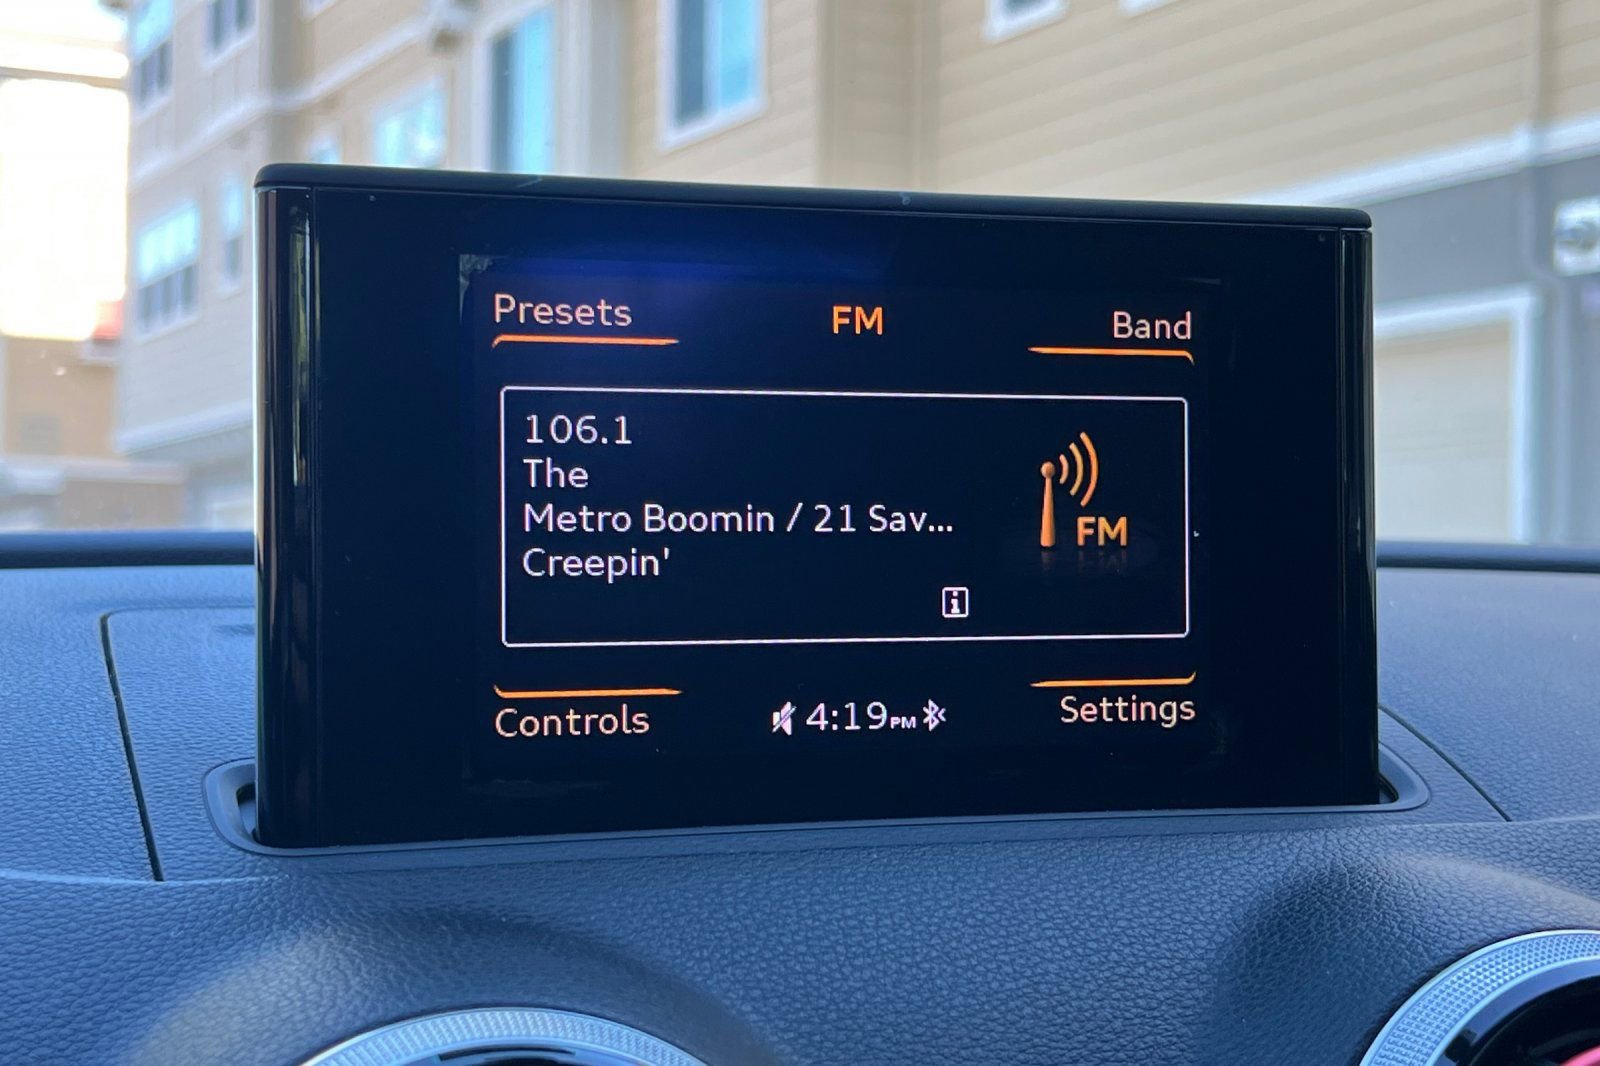 Presets
FM
Band
106.1
The
Metro Boomin / 21 Sav...
Creepin'
FM
i
Controls
4:19PM
Settings